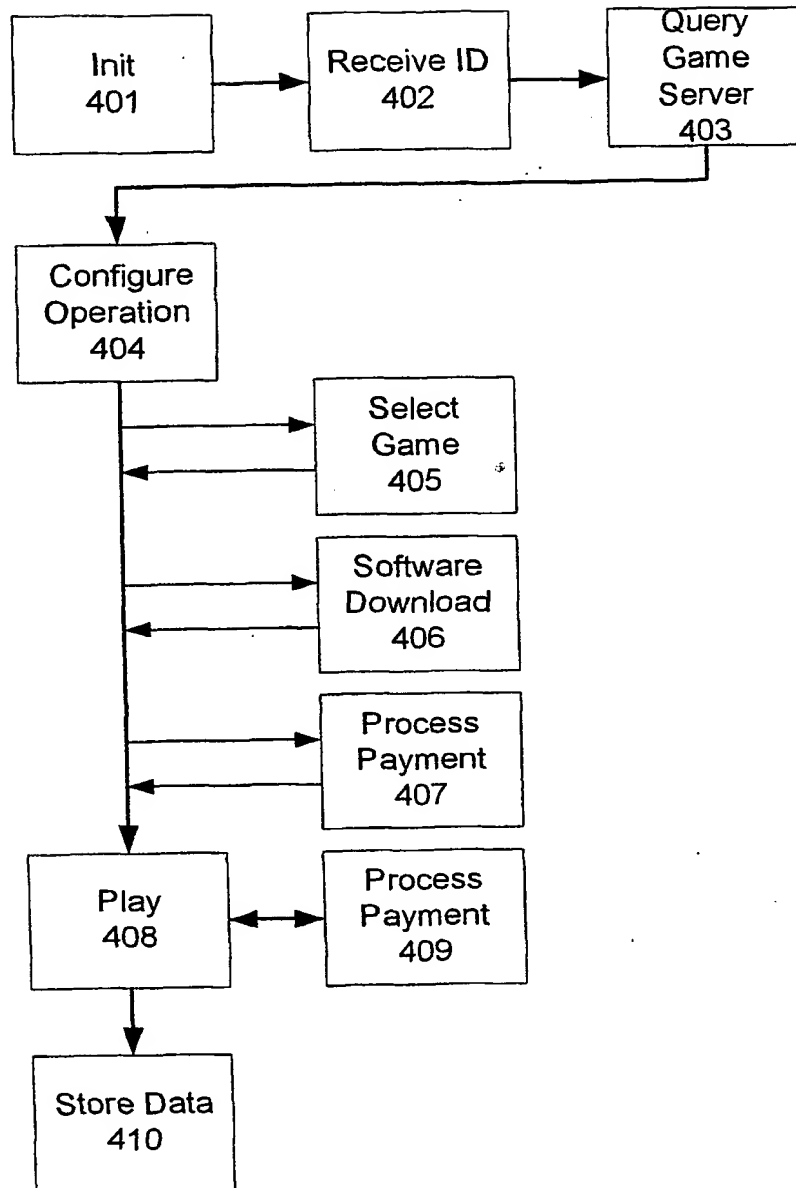 Init
401
Receive ID
402
Query
Game
Server
403
Configure
Operation
404
Select
Game
405
Software
Download
406
Process
Payment
407
Play
408
Process
Payment
409
Store Data
410